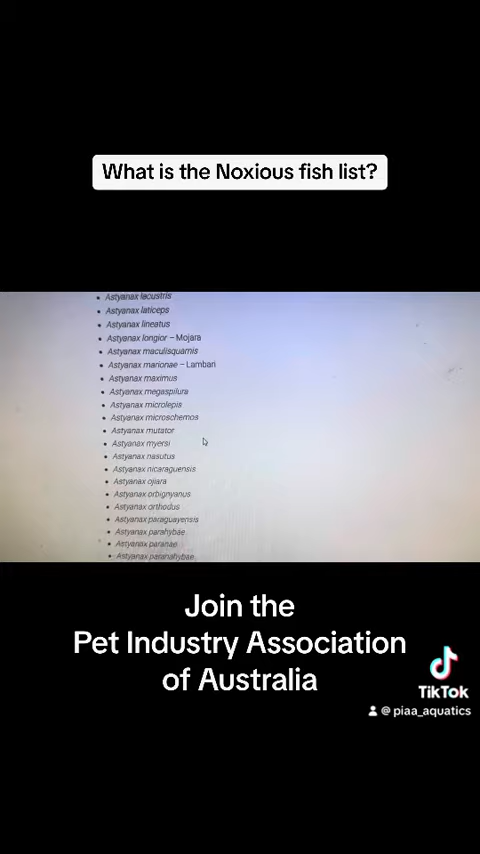 What is the Noxious fish list?
Astyanax lacustris
Astyanax laticeps
Astyanax lineatus
Astyanax longior – Mojara
Astyanax maculisquamis
Astyanax marionae – Lambari
Astyanax maximus
Astyanax megaspilura
Astyanax microlepis
Astyanax microschemos
Astyanax mutator
Astyanax myersi
Astyanax nasutus
Astyanax nicaraguensis
Astyanax ojiara
Astyanax orbignyanus
Astyanax orthodus
Astyanax paraguayensis
Astyanax parahybae
Astyanax paranae
Astyanax paranahybae
Join the
Pet Industry Association
of Australia
TikTok
@ piaa_aquatics